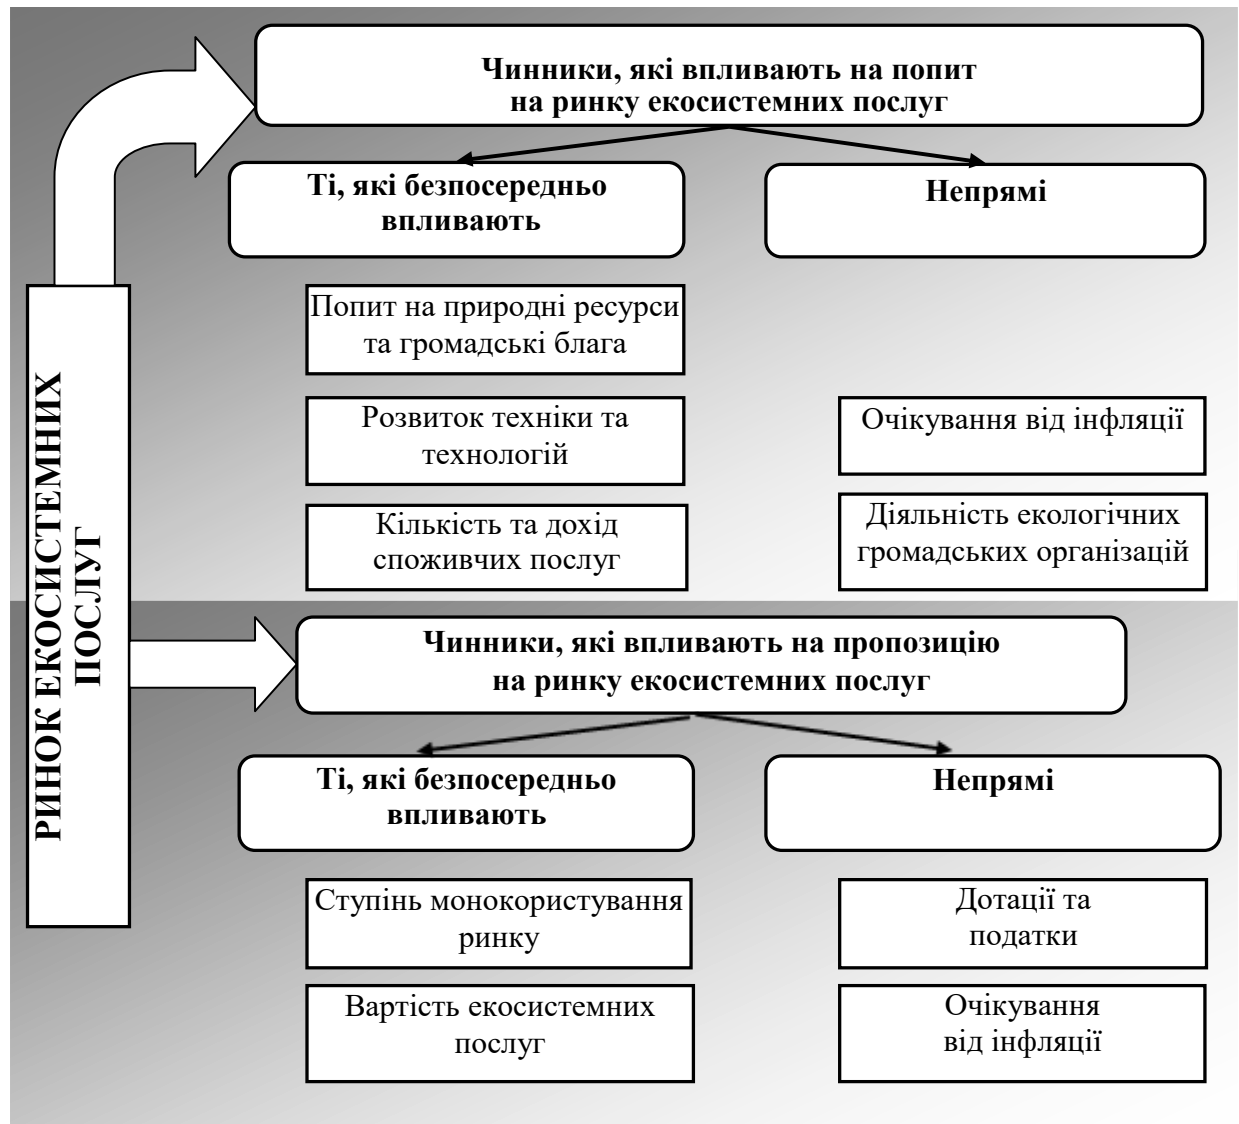 Чинники, які впливають на попит
на ринку екосистемних послуг
Ті, які безпосередньо
впливають
Непрямі
Попит на природні ресурси
та громадські блага
Розвиток техніки та
технологій
Очікування від інфляції
Кількість та дохід
споживчих послуг
Діяльність екологічних
громадських організацій
РИНОК ЕКОСИСТЕМНИХ
ПОСЛУГ
Чинники, які впливають на пропозицію
на ринку екосистемних послуг
Ті, які безпосередньо
впливають
Непрямі
Ступінь монокористування
ринку
Дотації та
податки
Вартість екосистемних
послуг
Очікування
від інфляції